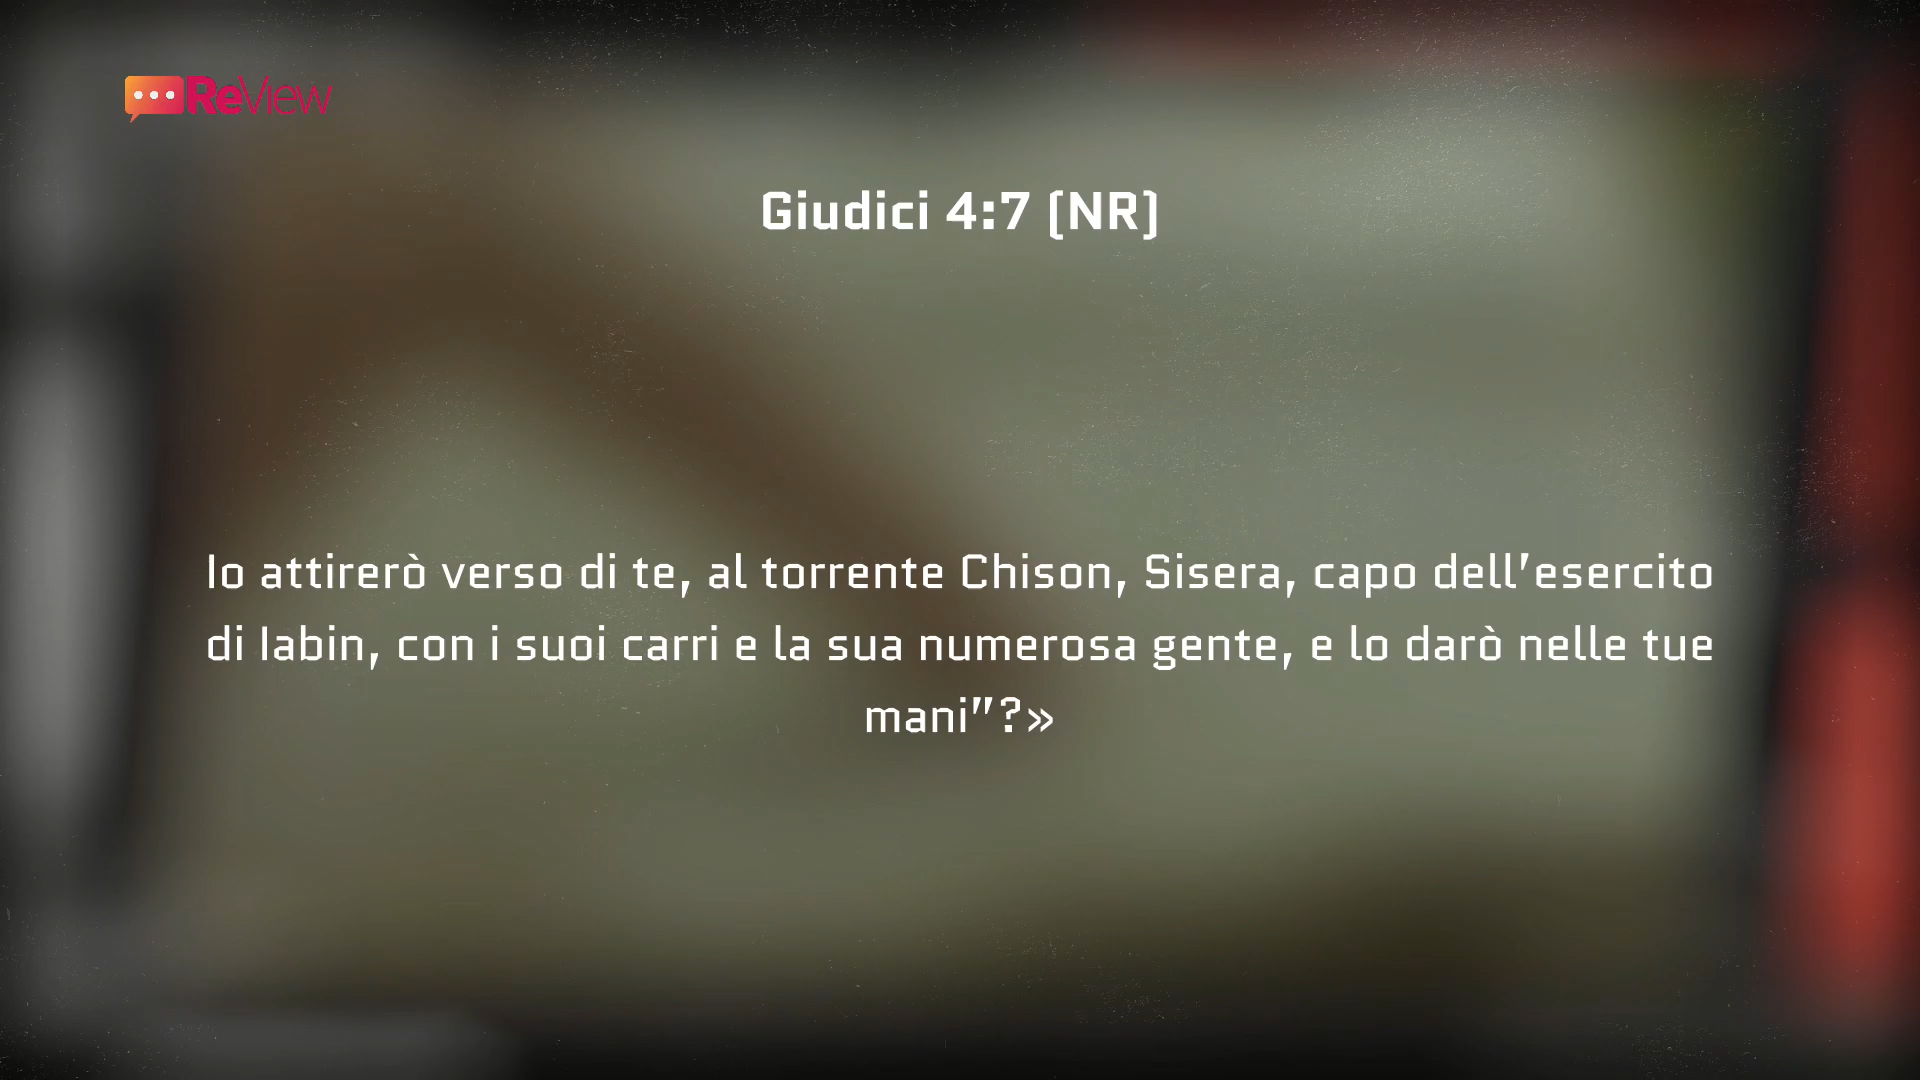 ReView
Giudici 4:7 (NR)
Io attirerò verso di te, al torrente Chison, Sisera, capo dell’esercito
di Iabin, con i suoi carri e la sua numerosa gente, e lo darò nelle tue
mani”?»